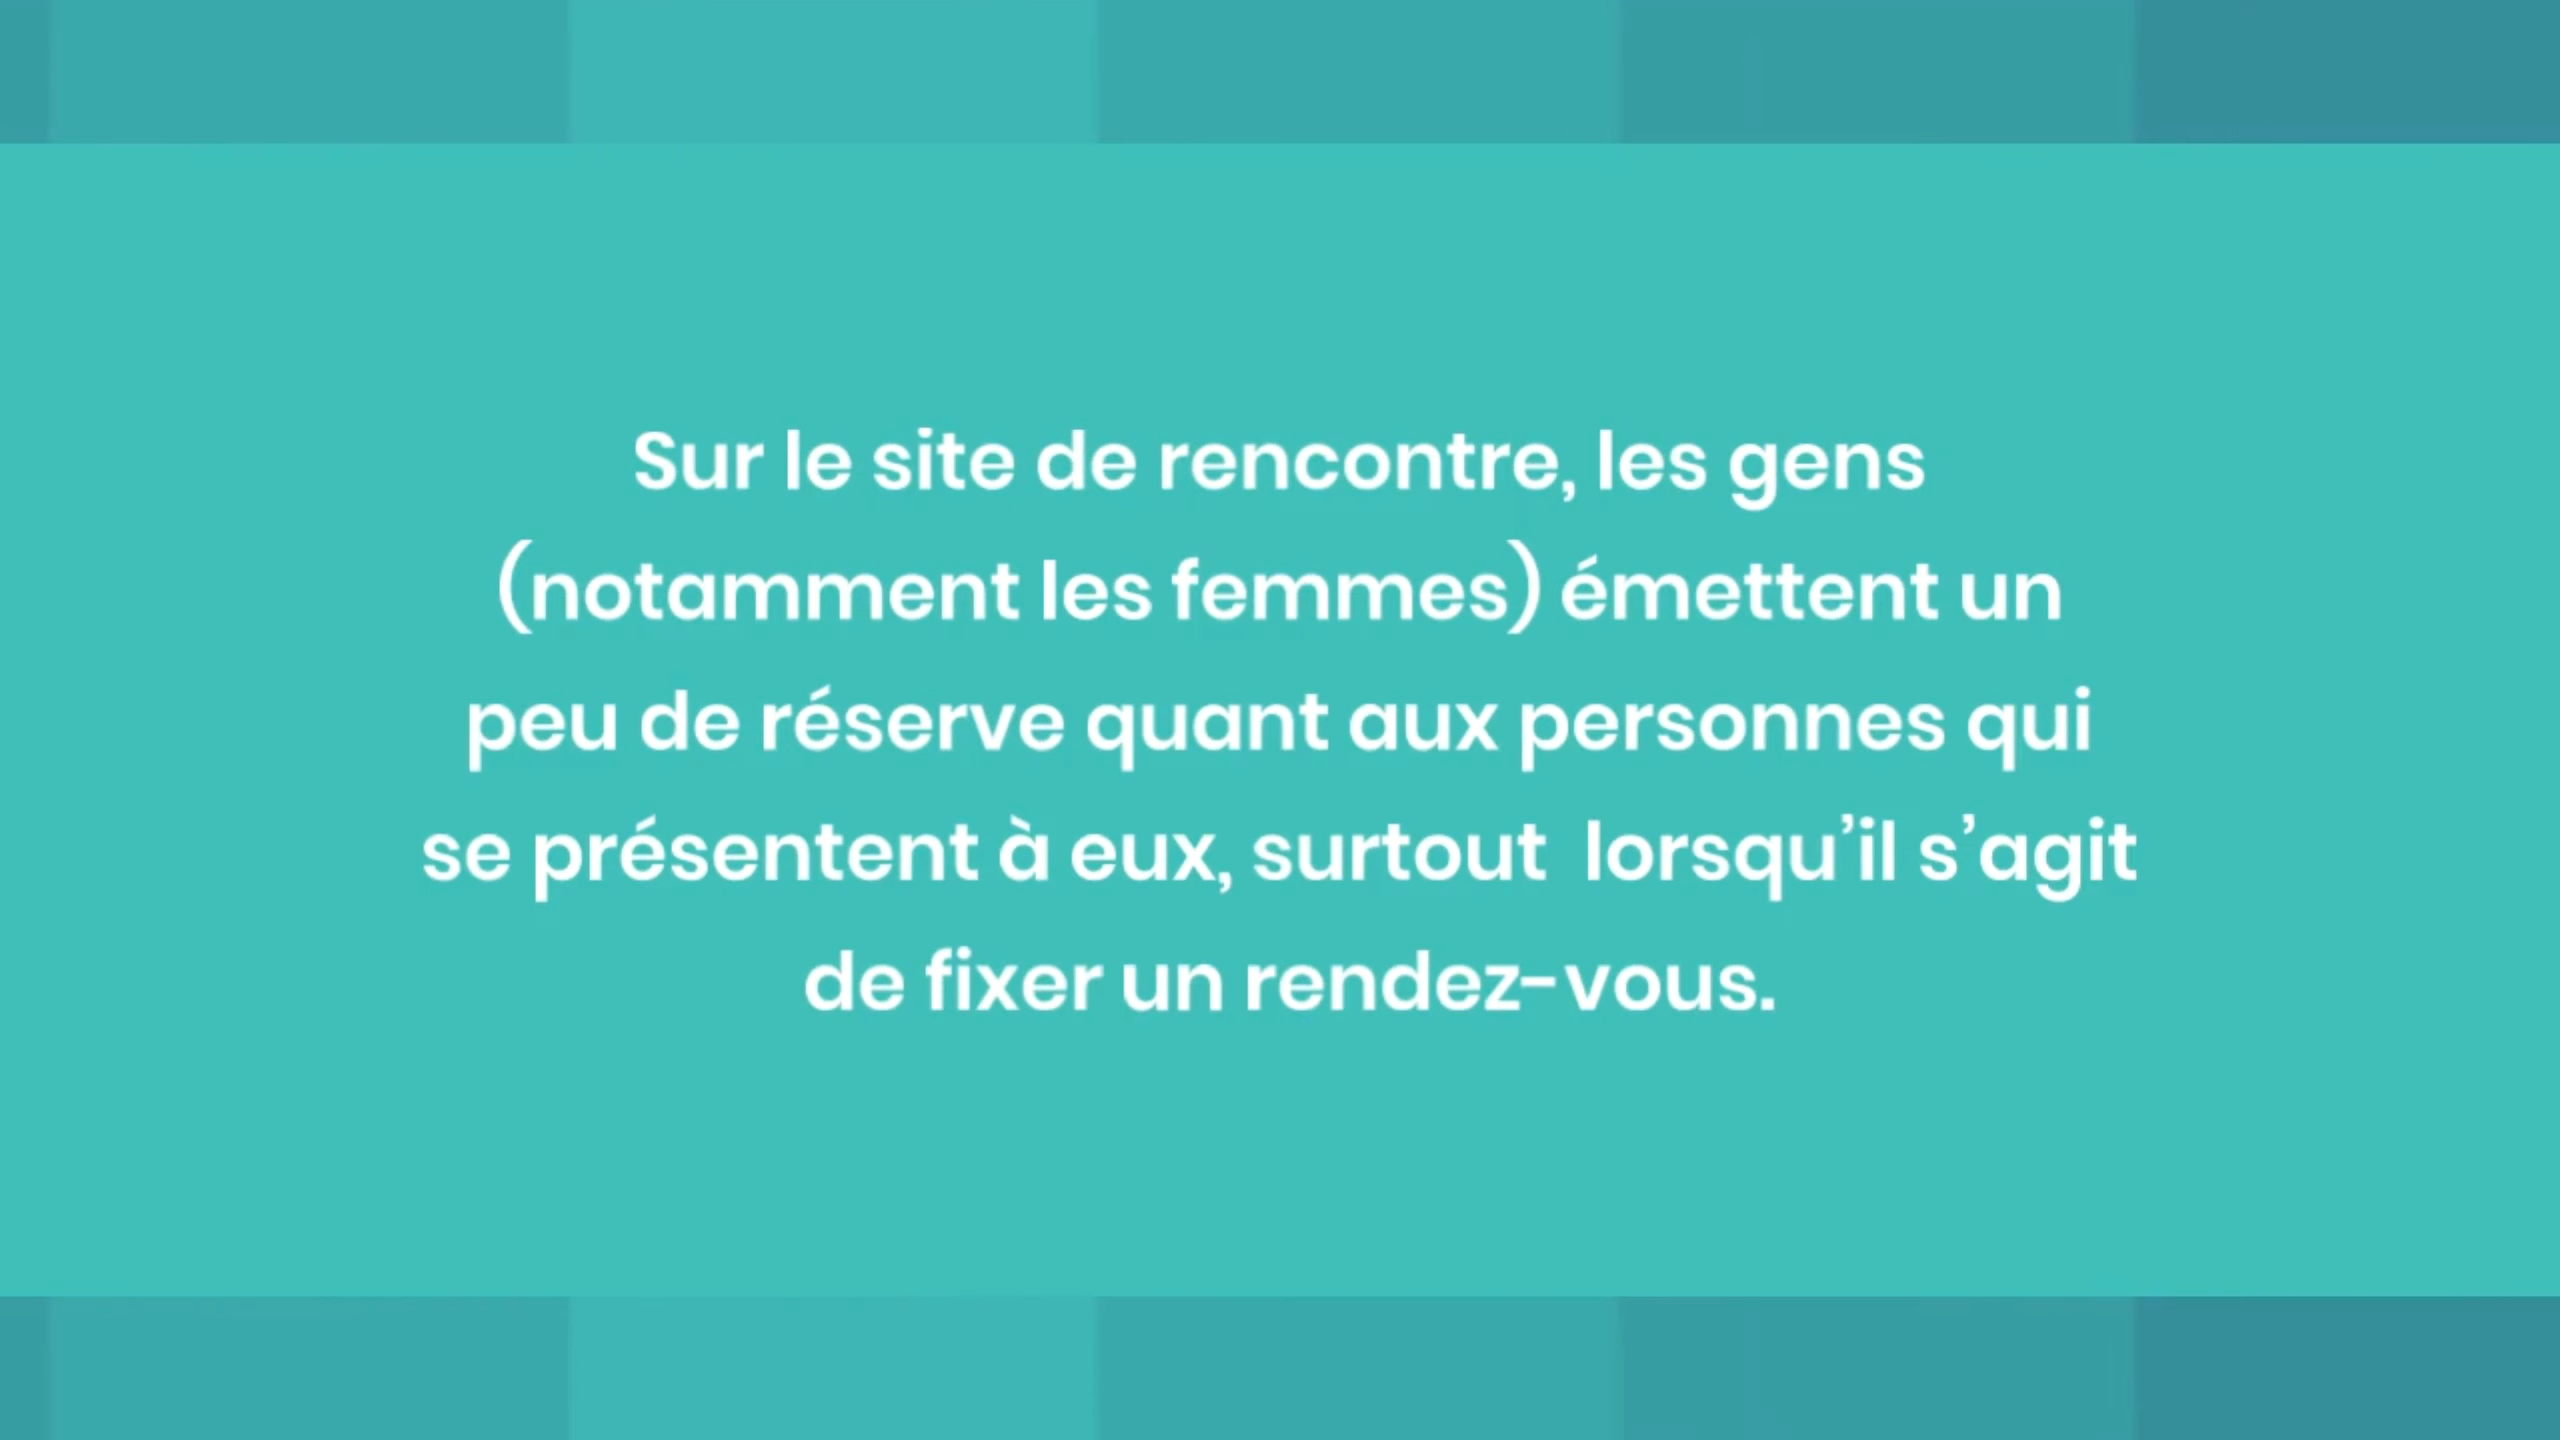 Sur le site de rencontre, les gens
(notamment les femmes) émettent un
peu de réserve quant aux personnes qui
se présentent à eux, surtout  lorsqu’il s’agit
de fixer un rendez-vous.